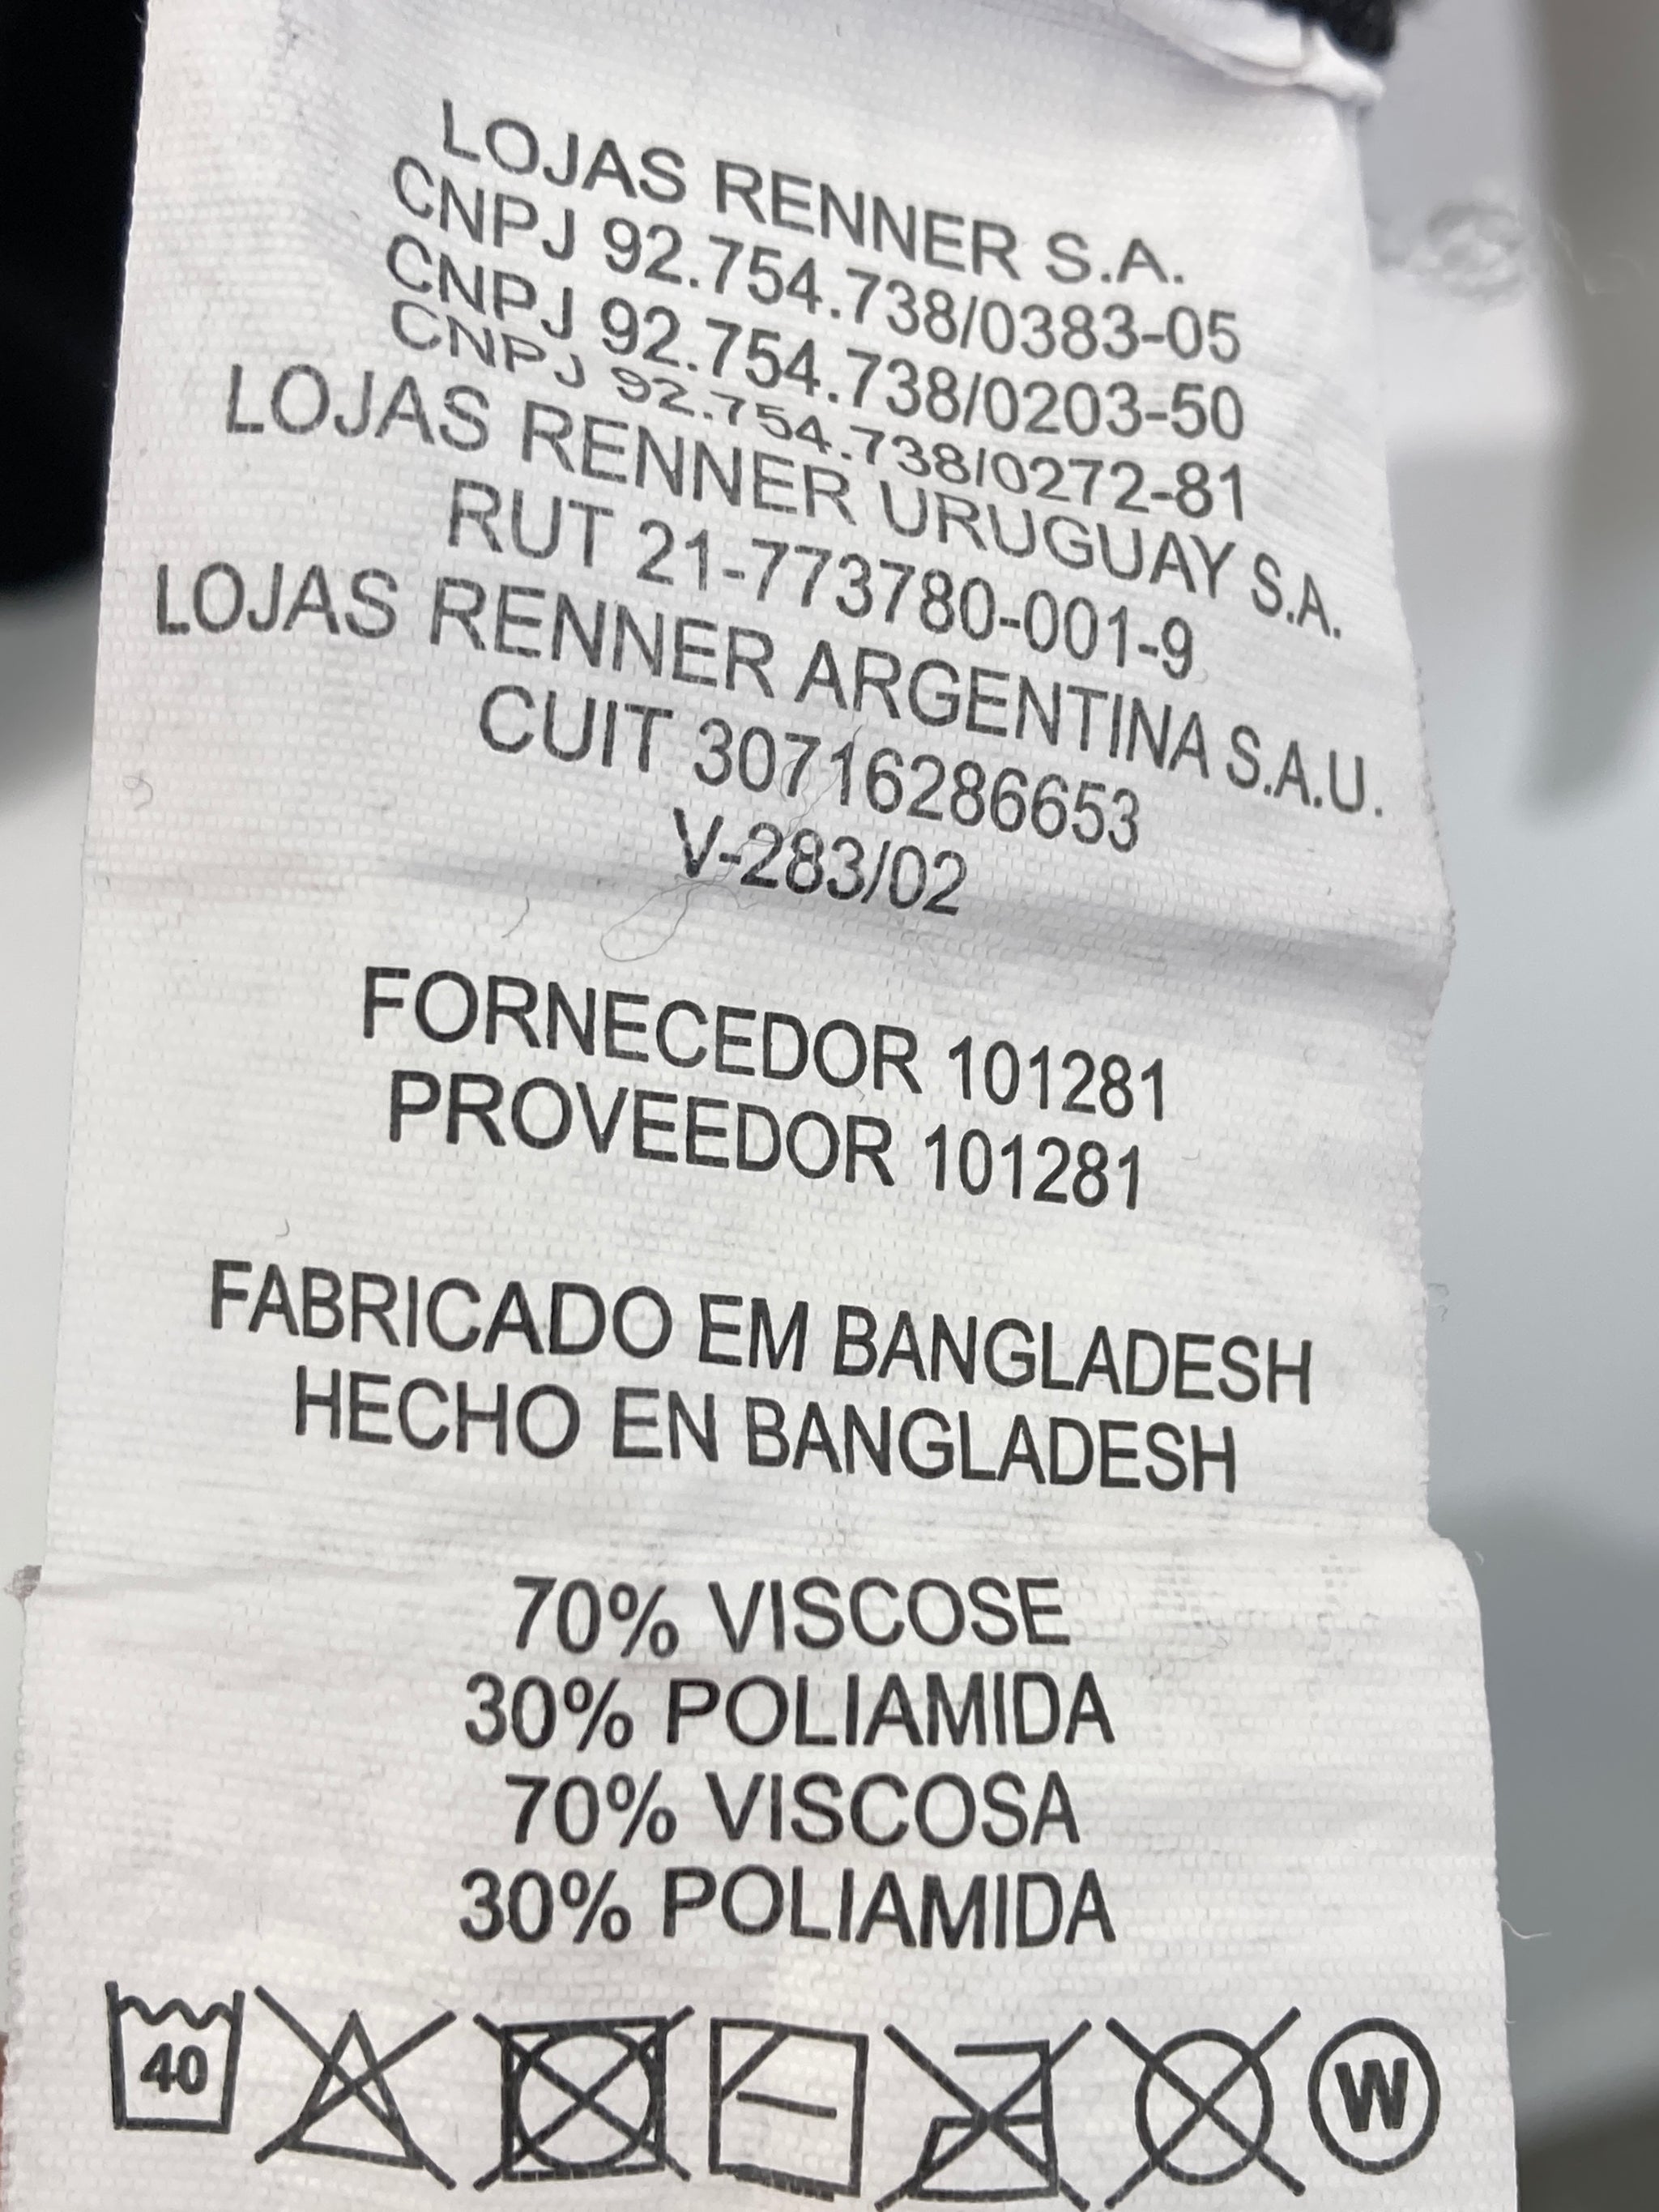 LOJAS RENNER S.A.
CNPJ 92.754.738/0383-05
CNPJ 92.754.738/0203-50
CNPJ 92.754.738/0272-81
LOJAS RENNER URUGUAY S.A.
RUT 21-773780-001-9
LOJAS RENNER ARGENTINA S.A.U.
CUIT 30716286653
V-283/02
FORNECEDOR 101281
PROVEEDOR 101281
FABRICADO EM BANGLADESH
HECHO EN BANGLADESH
70% VISCOSE
30% POLIAMIDA
70% VISCOSA
30% POLIAMIDA
40 W